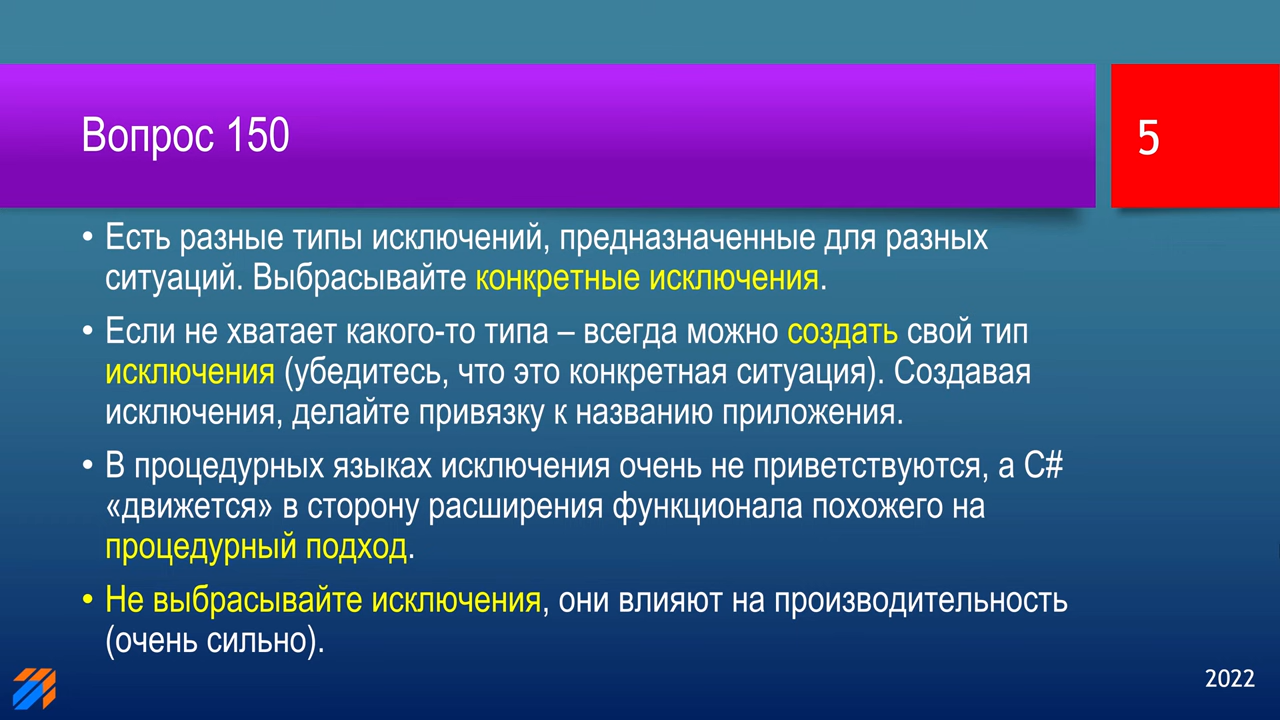 Вопрос 150
5
• Есть разные типы исключений, предназначенные для разных
ситуаций. Выбрасывайте конкретные исключения.
• Если не хватает какого-то типа – всегда можно создать свой тип
исключения (убедитесь, что это конкретная ситуация). Создавая
исключения, делайте привязку к названию приложения.
• В процедурных языках исключения очень не приветствуются, а C#
«движется» в сторону расширения функционала похожего на
процедурный подход.
• Не выбрасывайте исключения, они влияют на производительность
(очень сильно).
2022